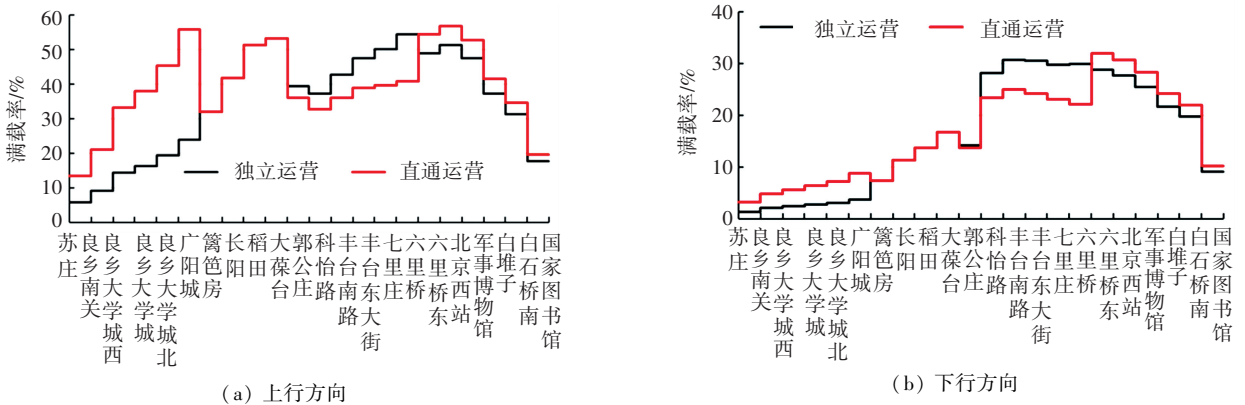 60
50
40
30
20
10
0
满载率/%
独立运营
直通运营
苏庄
良乡南关
良乡大学城西
良乡大学城
良乡大学城北
广阳城
篱笆房
长阳
稻田
大葆台
郭公庄
科怡路
丰台南路
丰台东大街
七里庄
六里桥
六里桥东
北京西站
军事博物馆
白堆子
白石桥南
国家图书馆
(a) 上行方向
40
30
20
10
0
满载率/%
独立运营
直通运营
苏庄
良乡南关
良乡大学城西
良乡大学城
良乡大学城北
广阳城
篱笆房
长阳
稻田
大葆台
郭公庄
科怡路
丰台南路
丰台东大街
七里庄
六里桥
六里桥东
北京西站
军事博物馆
白堆子
白石桥南
国家图书馆
(b) 下行方向